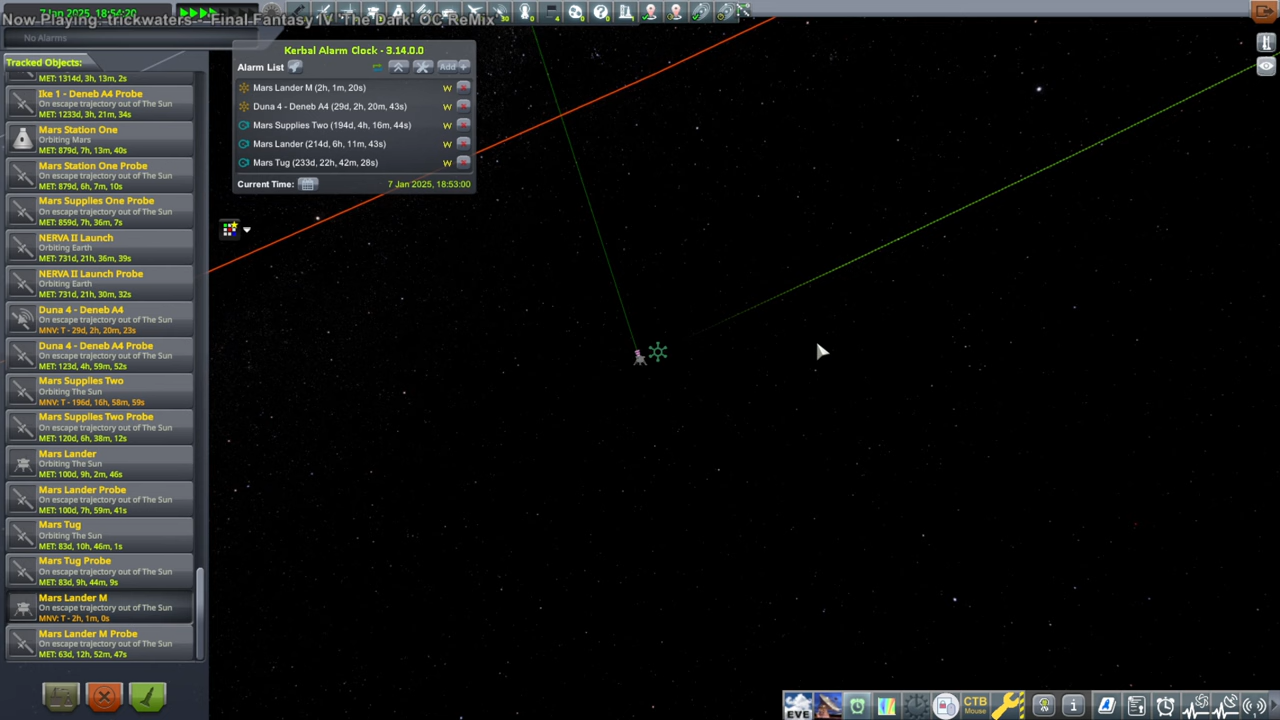 7 Jan 2025, 18:54:20
Now Playing: trickwaters - Final Fantasy IV 'The Dark' OC ReMix
No Alarms
Tracked Objects:
MET: 1314d, 3h, 13m, 2s
Ike 1 - Deneb A4 Probe
On escape trajectory out of The Sun
MET: 1233d, 3h, 21m, 34s
Mars Station One
Orbiting Mars
MET: 879d, 7h, 13m, 40s
Mars Station One Probe
On escape trajectory out of The Sun
MET: 879d, 6h, 7m, 10s
Mars Supplies One Probe
On escape trajectory out of The Sun
MET: 859d, 7h, 36m, 7s
NERVA II Launch
Orbiting Earth
MET: 731d, 21h, 36m, 39s
NERVA II Launch Probe
Orbiting Earth
MET: 731d, 21h, 30m, 32s
Duna 4 - Deneb A4
On escape trajectory out of The Sun
MNV: T - 29d, 2h, 20m, 23s
Duna 4 - Deneb A4 Probe
On escape trajectory out of The Sun
MET: 123d, 4h, 59m, 52s
Mars Supplies Two
Orbiting The Sun
MNV: T - 196d, 16h, 58m, 59s
Mars Supplies Two Probe
On escape trajectory out of The Sun
MET: 120d, 6h, 38m, 12s
Mars Lander
Orbiting The Sun
MET: 100d, 9h, 2m, 46s
Mars Lander Probe
On escape trajectory out of The Sun
MET: 100d, 7h, 59m, 41s
Mars Tug
Orbiting The Sun
MET: 83d, 10h, 46m, 1s
Mars Tug Probe
On escape trajectory out of The Sun
MET: 83d, 9h, 44m, 9s
Mars Lander M
On escape trajectory out of The Sun
MNV: T - 2h, 1m, 0s
Mars Lander M Probe
On escape trajectory out of The Sun
MET: 63d, 12h, 52m, 47s
Kerbal Alarm Clock - 3.14.0.0
Alarm List
Add +
Mars Lander M (2h, 1m, 20s) W
Duna 4 - Deneb A4 (29d, 2h, 20m, 43s) W
Mars Supplies Two (194d, 4h, 16m, 44s) W
Mars Lander (214d, 6h, 11m, 43s) W
Mars Tug (233d, 22h, 42m, 28s) W
Current Time: 7 Jan 2025, 18:53:00
EVE
CTB
Mouse